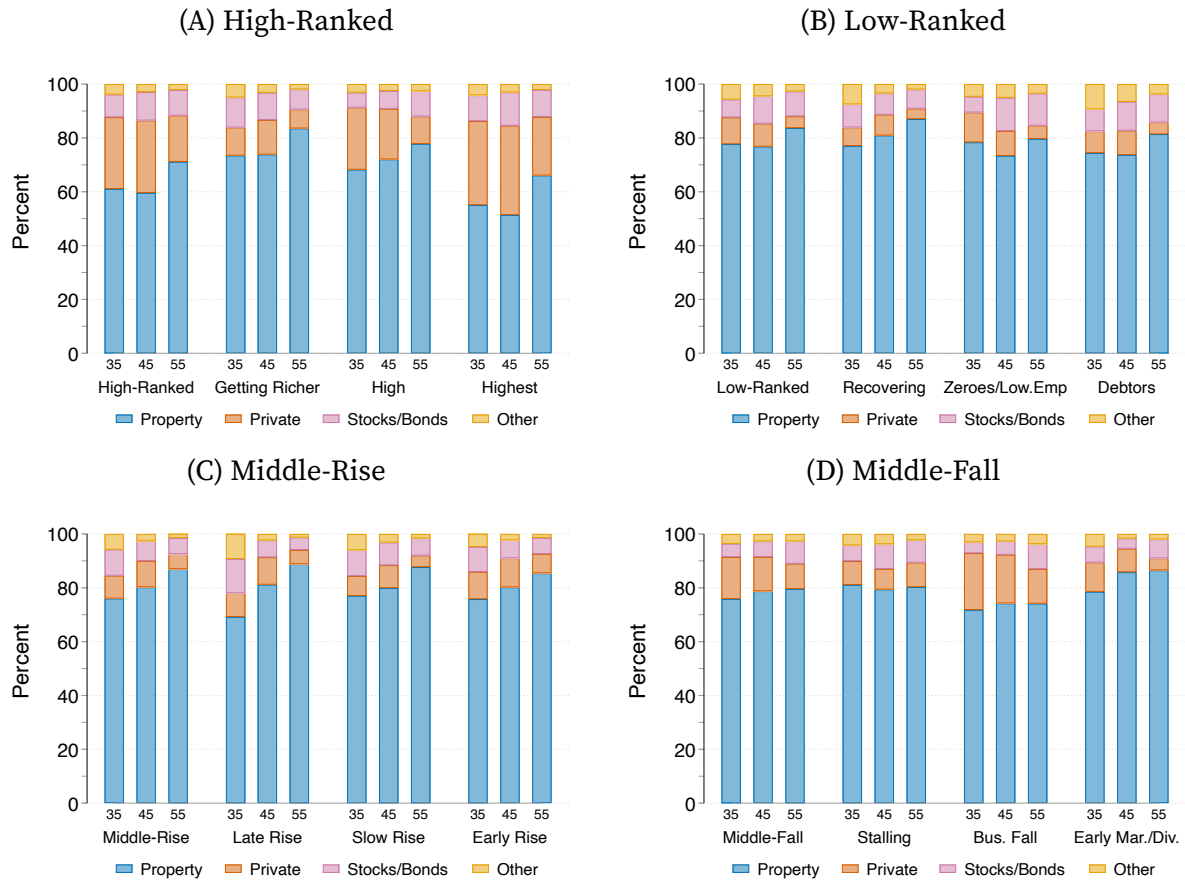 (A) High-Ranked
Percent
100
80
60
40
20
0
35 45 55 35 45 55 35 45 55 35 45 55
High-Ranked Getting Richer High Highest
Property Private Stocks/Bonds Other
(B) Low-Ranked
Percent
100
80
60
40
20
0
35 45 55 35 45 55 35 45 55 35 45 55
Low-Ranked Recovering Zeroes/Low.Emp Debtors
Property Private Stocks/Bonds Other
(C) Middle-Rise
Percent
100
80
60
40
20
0
35 45 55 35 45 55 35 45 55 35 45 55
Middle-Rise Late Rise Slow Rise Early Rise
Property Private Stocks/Bonds Other
(D) Middle-Fall
Percent
100
80
60
40
20
0
35 45 55 35 45 55 35 45 55 35 45 55
Middle-Fall Stalling Bus. Fall Early Mar./Div.
Property Private Stocks/Bonds Other